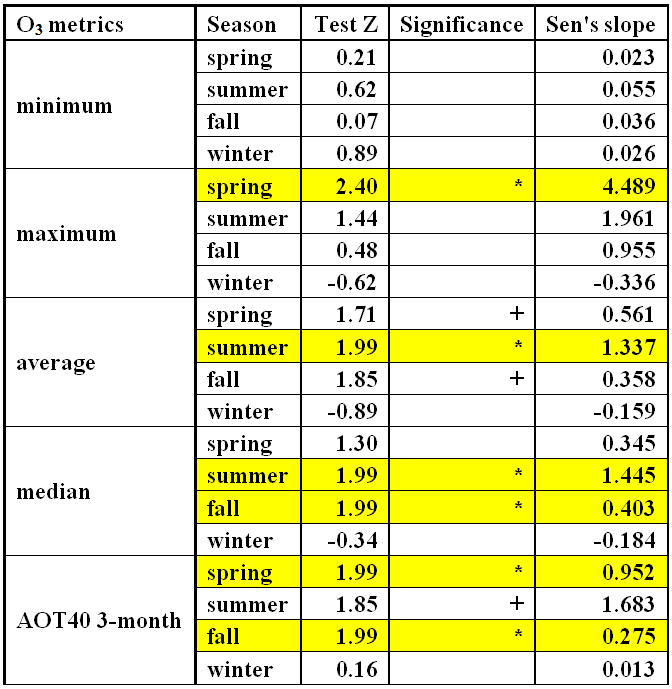 O₃ metrics Season Test Z Significance Sen's slope
minimum spring 0.21 0.023
summer 0.62 0.055
fall 0.07 0.036
winter 0.89 0.026
maximum spring 2.40 * 4.489
summer 1.44 1.961
fall 0.48 0.955
winter -0.62 -0.336
average spring 1.71 + 0.561
summer 1.99 * 1.337
fall 1.85 + 0.358
winter -0.89 -0.159
median spring 1.30 0.345
summer 1.99 * 1.445
fall 1.99 * 0.403
winter -0.34 -0.184
AOT40 3-month spring 1.99 * 0.952
summer 1.85 + 1.683
fall 1.99 * 0.275
winter 0.16 0.013